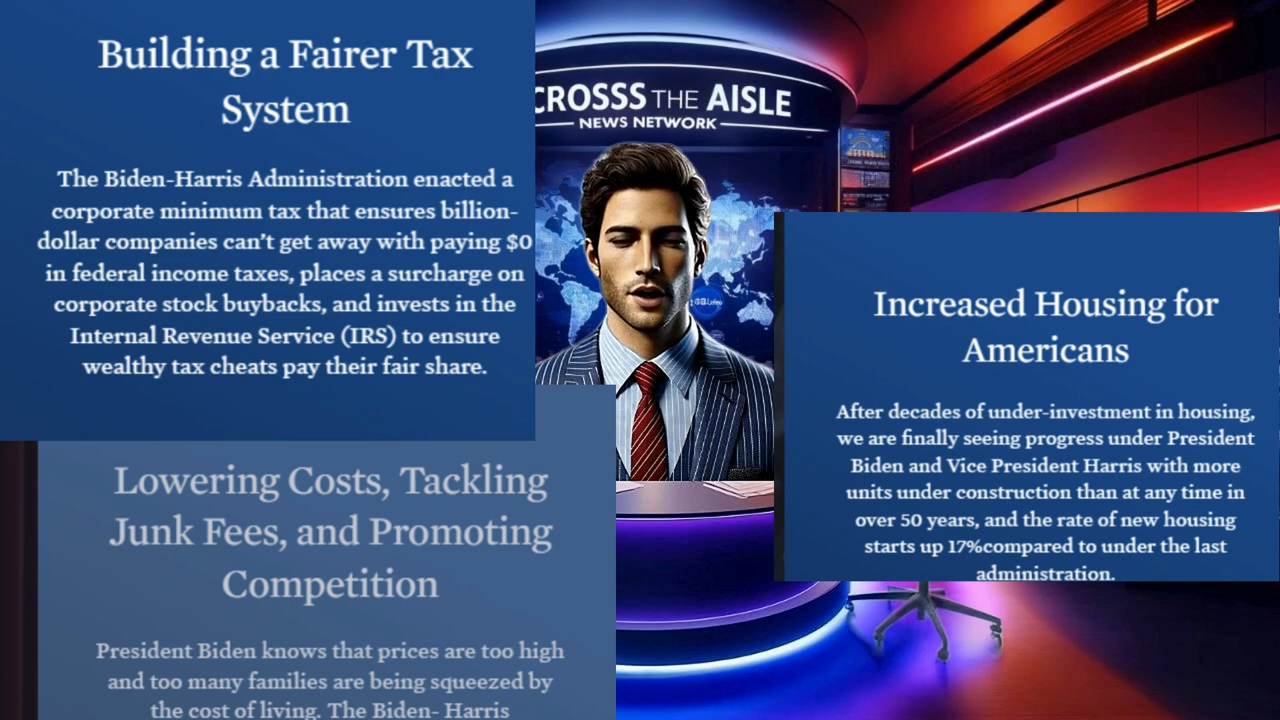 Building a Fairer Tax
System
The Biden-Harris Administration enacted a
corporate minimum tax that ensures billion-
dollar companies can't get away with paying $0
in federal income taxes, places a surcharge on
corporate stock buybacks, and invests in the
Internal Revenue Service (IRS) to ensure
wealthy tax cheats pay their fair share.
CROSSS THE AISLE
NEWS NETWORK
Increased Housing for
Americans
After decades of under-investment in housing,
we are finally seeing progress under President
Biden and Vice President Harris with more
units under construction than at any time in
over 50 years, and the rate of new housing
starts up 17%compared to under the last
administration.
Lowering Costs, Tackling
Junk Fees, and Promoting
Competition
President Biden knows that prices are too high
and too many families are being squeezed by
the cost of living. The Biden- Harris